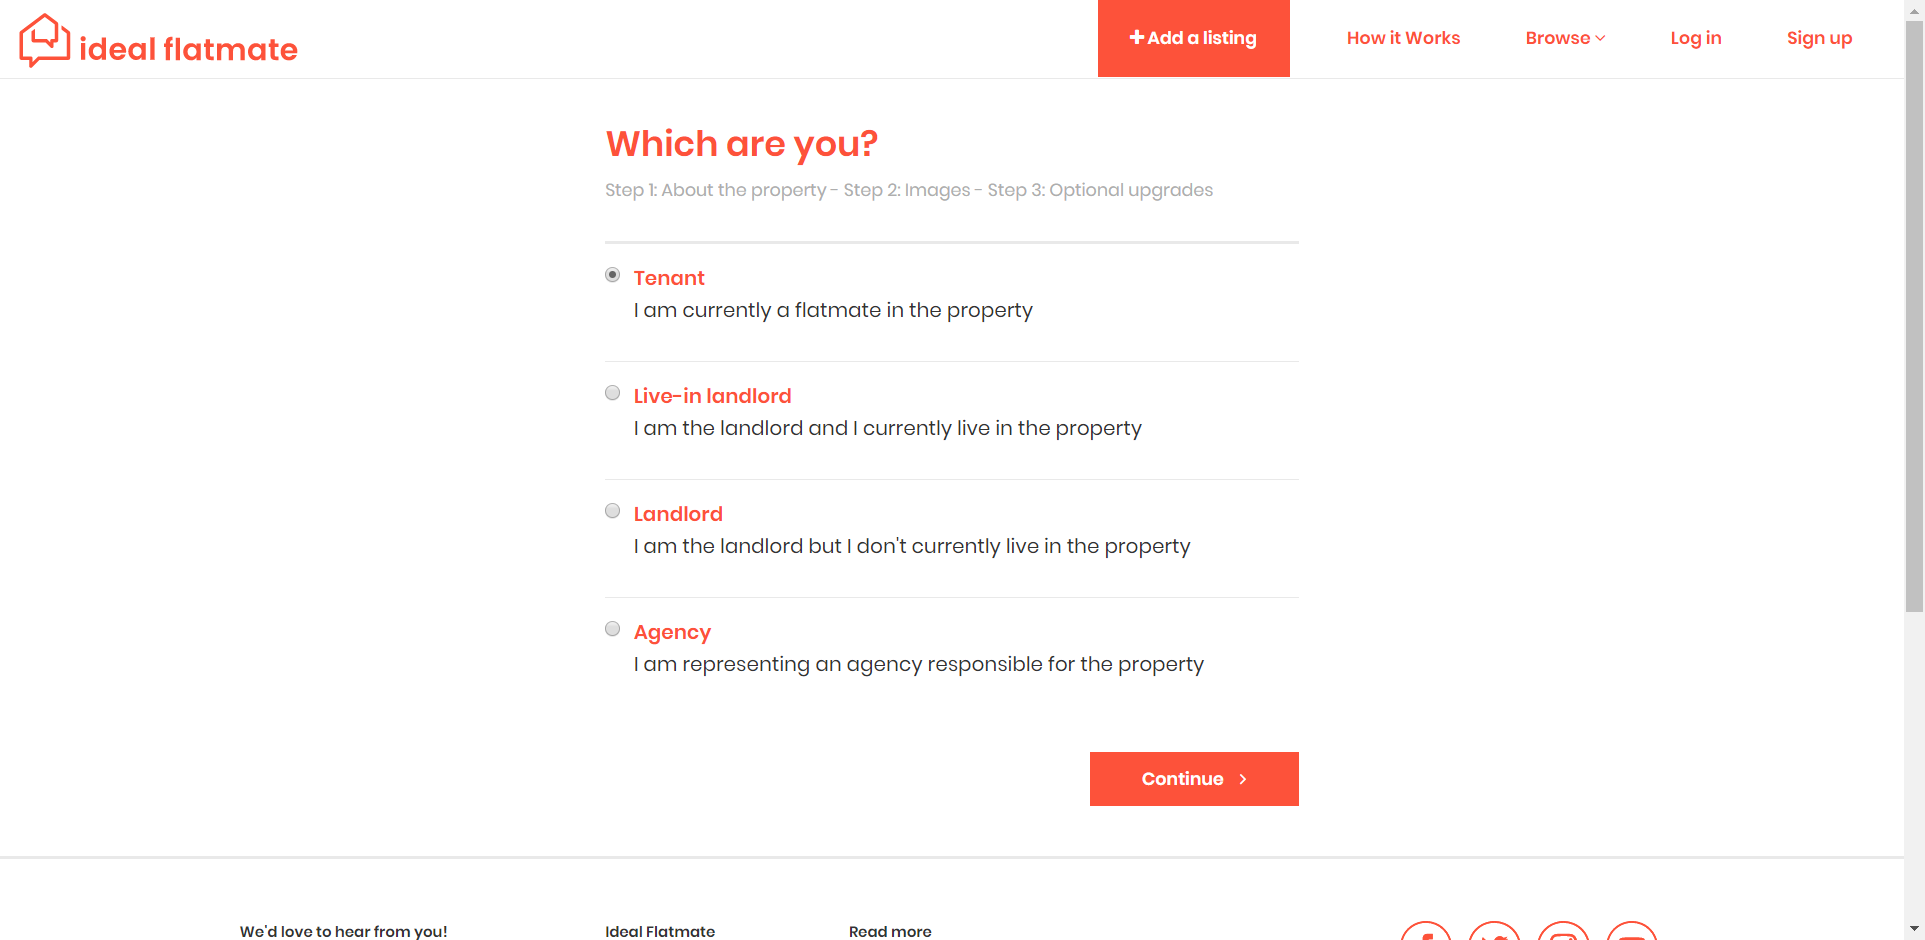 ideal flatmate
Add a listing
How it Works
Browse
Log in
Sign up
Which are you?
Step 1: About the property - Step 2: Images - Step 3: Optional upgrades
Tenant
I am currently a flatmate in the property
Live-in landlord
I am the landlord and I currently live in the property
Landlord
I am the landlord but I don't currently live in the property
Agency
I am representing an agency responsible for the property
Continue
We'd love to hear from you!
Ideal Flatmate
Read more